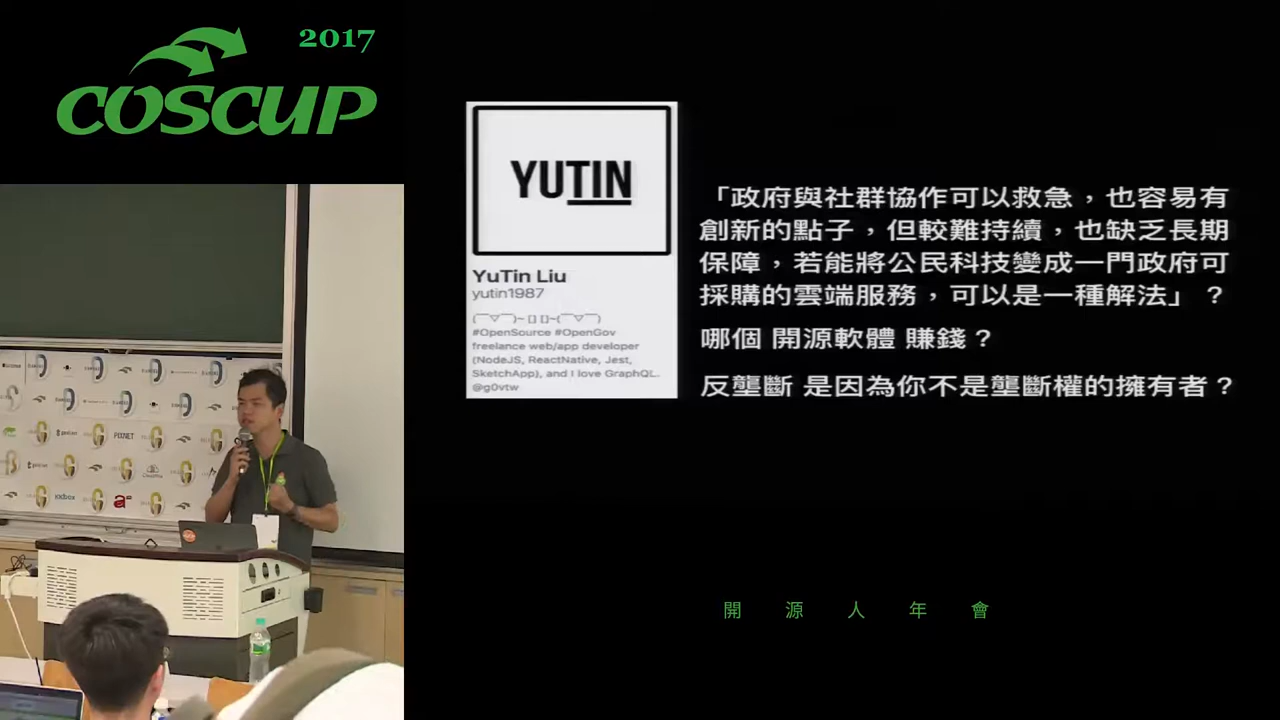 2017
COSCUP
YUTIN
YuTin Liu
yutin1987
(￣▽￣)~ [] []~(￣▽￣)
#OpenSource #OpenGov
freelance web/app developer
(NodeJS, ReactNative, Jest,
SketchApp), and I love GraphQL.
@g0vtw
「政府與社群協作可以救急，也容易有
創新的點子，但較難持續，也缺乏長期
保障，若能將公民科技變成一門政府可
採購的雲端服務，可以是一種解法」？
哪個 開源軟體 賺錢？
反壟斷 是因為你不是壟斷權的擁有者？
PIXNET
KKBOX
開源人年會